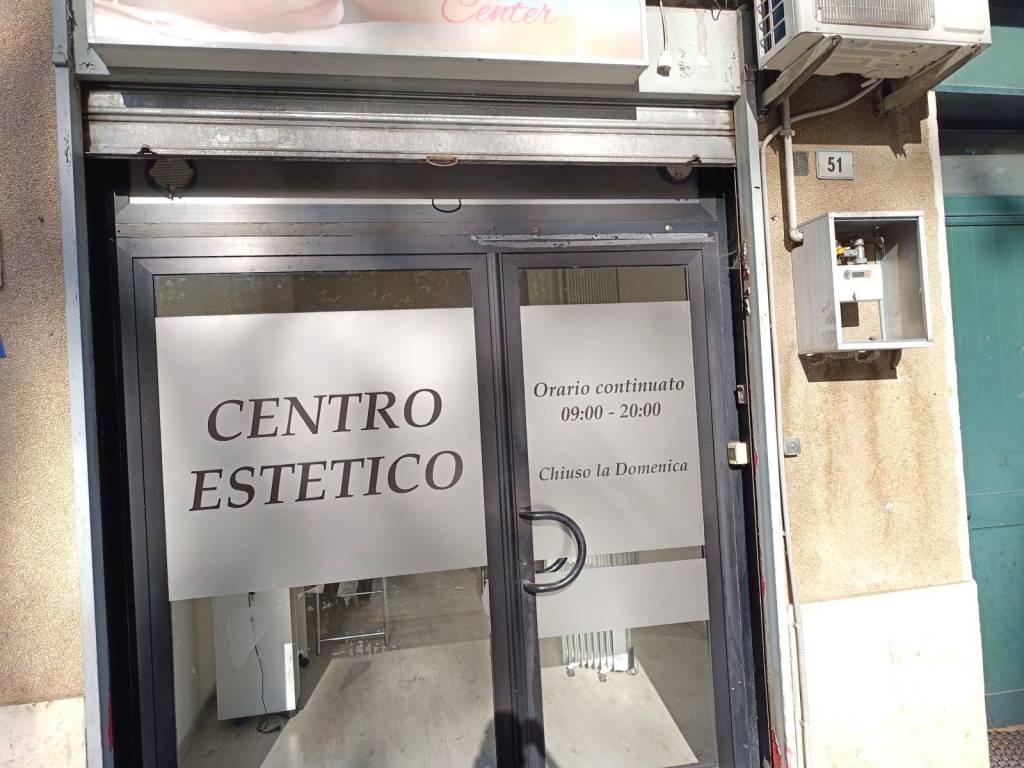 Center
51
CENTRO
ESTETICO
Orario continuato
09:00 - 20:00
Chiuso la Domenica